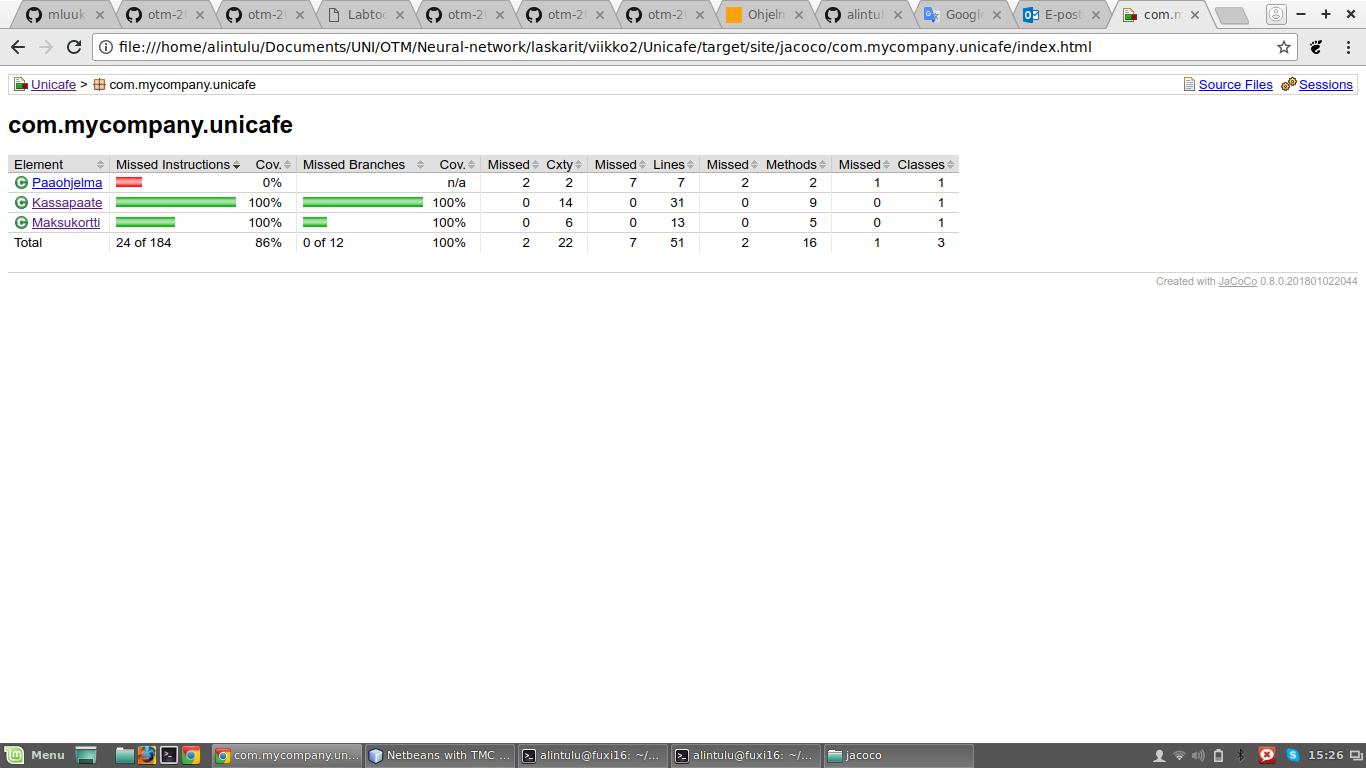 mluuk
otm-2
otm-2
Labtoo
otm-2
otm-2
otm-2
Ohjelm
alintul
Google
E-post
com.m
file:///home/alintulu/Documents/UNI/OTM/Neural-network/laskarit/viikko2/Unicafe/target/site/jacoco/com.mycompany.unicafe/index.html
Unicafe > com.mycompany.unicafe Source Files Sessions
com.mycompany.unicafe
Element Missed Instructions Cov. Missed Branches Cov. Missed Cxty Missed Lines Missed Methods Missed Classes
Paaohjelma 0% n/a 2 2 7 7 2 2 1 1
Kassapaate 100% 100% 0 14 0 31 0 9 0 1
Maksukortti 100% 100% 0 6 0 13 0 5 0 1
Total 24 of 184 86% 0 of 12 100% 2 22 7 51 2 16 1 3
Created with JaCoCo 0.8.0.201801022044
Menu com.mycompany.un... Netbeans with TMC ... alintulu@fuxi16: ~/... alintulu@fuxi16: ~/... jacoco 15:26